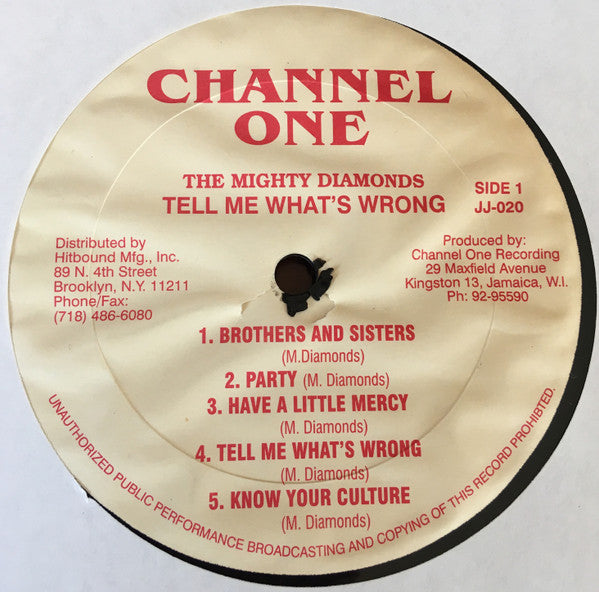 CHANNEL
ONE
THE MIGHTY DIAMONDS
TELL ME WHAT'S WRONG
SIDE 1
JJ-020
Distributed by
Hitbound Mfg., Inc.
89 N. 4th Street
Brooklyn, N.Y. 11211
Phone/Fax:
(718) 486-6080
Produced by:
Channel One Recording
29 Maxfield Avenue
Kingston 13, Jamaica, W.I.
Ph: 92-95590
1. BROTHERS AND SISTERS
(M.Diamonds)
2. PARTY (M. Diamonds)
3. HAVE A LITTLE MERCY
(M. Diamonds)
4. TELL ME WHAT'S WRONG
(M. Diamonds)
5. KNOW YOUR CULTURE
(M. Diamonds)
UNAUTHORIZED PUBLIC PERFORMANCE BROADCASTING AND COPYING OF THIS RECORD PROHIBITED.